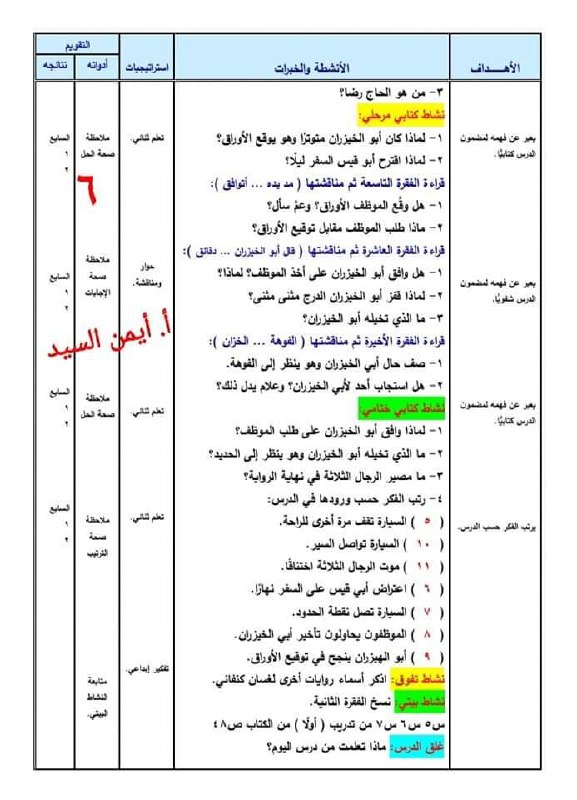 الأهـــداف الأنشطة والخبرات استراتيجيات التقويم
أدواته نتائجه
٣- من هو الحاج رضا؟
نشاط كتابي مرحلي:
يعبر عن فهمه لمضمون الدرس كتابيًا.
١- لماذا كان أبو الخيزران متوترًا وهو يوقع الأوراق؟
٢- لماذا اقترح أبو قيس السفر ليلًا؟
تعلم ثنائي.
ملاحظة صحة الحل
السابع
١
٢
٦
قراءة الفقرة التاسعة ثم مناقشتها ( مد يده ... أتوافق ):
١- هل وقَّع الموظف الأوراق؟ وعمَّ سأل؟
٢- ماذا طلب الموظف مقابل توقيع الأوراق؟
قراءة الفقرة العاشرة ثم مناقشتها ( قال أبو الخيزران ... دقائق ):
يعبر عن فهمه لمضمون الدرس شفويًا.
١- هل وافق أبو الخيزران على أخذ الموظف؟ لماذا؟
٢- لماذا قفز أبو الخيزران الدرج مثنى مثنى؟
٣- ما الذي تخيله أبو الخيزران؟
حوار ومناقشة.
ملاحظة صحة الإجابات
السابع
١
٢
أ. أيمن السيد
قراءة الفقرة الأخيرة ثم مناقشتها ( الفوهة ... الخزان ):
١- صف حال أبي الخيزران وهو ينظر إلى الفوهة.
٢- هل استجاب أحد لأبي الخيزران؟ وعلام يدل ذلك؟
نشاط كتابي ختامي:
يعبر عن فهمه لمضمون الدرس كتابيًا.
١- لماذا وافق أبو الخيزران على طلب الموظف؟
٢- ما الذي تخيله أبو الخيزران وهو ينظر إلى الحديد؟
٣- ما مصير الرجال الثلاثة في نهاية الرواية؟
تعلم ثنائي.
ملاحظة صحة الحل
السابع
١
٢
٤- رتب الفكر حسب ورودها في الدرس:
يرتب الفكر حسب الدرس.
( ٥ ) السيارة تقف مرة أخرى للراحة.
( ١٠ ) السيارة تواصل السير.
( ١١ ) موت الرجال الثلاثة اختناقًا.
( ٦ ) اعتراض أبي قيس على السفر نهارًا.
( ٧ ) السيارة تصل نقطة الحدود.
( ٨ ) الموظفون يحاولون تأخير أبي الخيزران.
( ٩ ) أبو الهيزران ينجح في توقيع الأوراق.
تعلم ثنائي.
ملاحظة صحة الترتيب
السابع
١
٢
نشاط تفوق: اذكر أسماء روايات أخرى لغسان كنفاني.
تفكير إبداعي.
نشاط بيتي: نسخ الفقرة الثانية.
س٥ س٦ س٧ من تدريب ( أولًا ) من الكتاب ص٤٨
متابعة النشاط البيتي.
غلق الدرس: ماذا تعلمت من درس اليوم؟